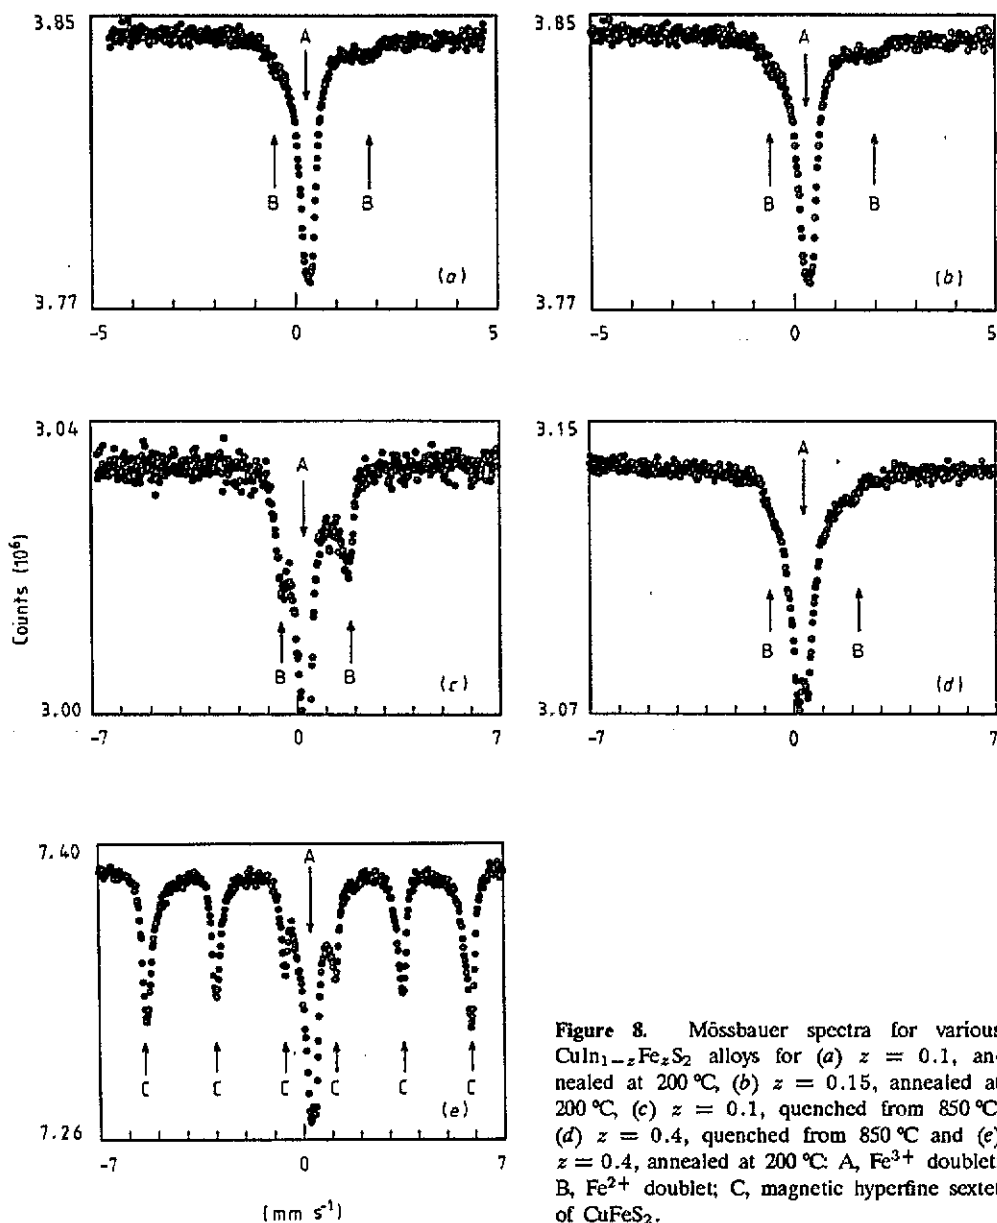 3.85
A
B
B
(a)
3.77
-5
0
5
3.85
A
B
B
(b)
3.77
-5
0
5
3.04
A
B
B
(c)
3.00
-7
0
7
3.15
A
B
B
(d)
3.07
-7
0
7
Counts (10⁶)
7.40
A
C
C
C
C
C
C
(e)
7.26
-7
0
7
(mm s⁻¹)
Figure 8. Mössbauer spectra for various
CuIn₁₋zFezS₂ alloys for (a) z = 0.1, an-
nealed at 200 °C, (b) z = 0.15, annealed at
200 °C, (c) z = 0.1, quenched from 850 °C
(d) z = 0.4, quenched from 850 °C and (e)
z = 0.4, annealed at 200 °C: A, Fe³⁺ doublet
B, Fe²⁺ doublet; C, magnetic hyperfine sextet
of CuFeS₂.